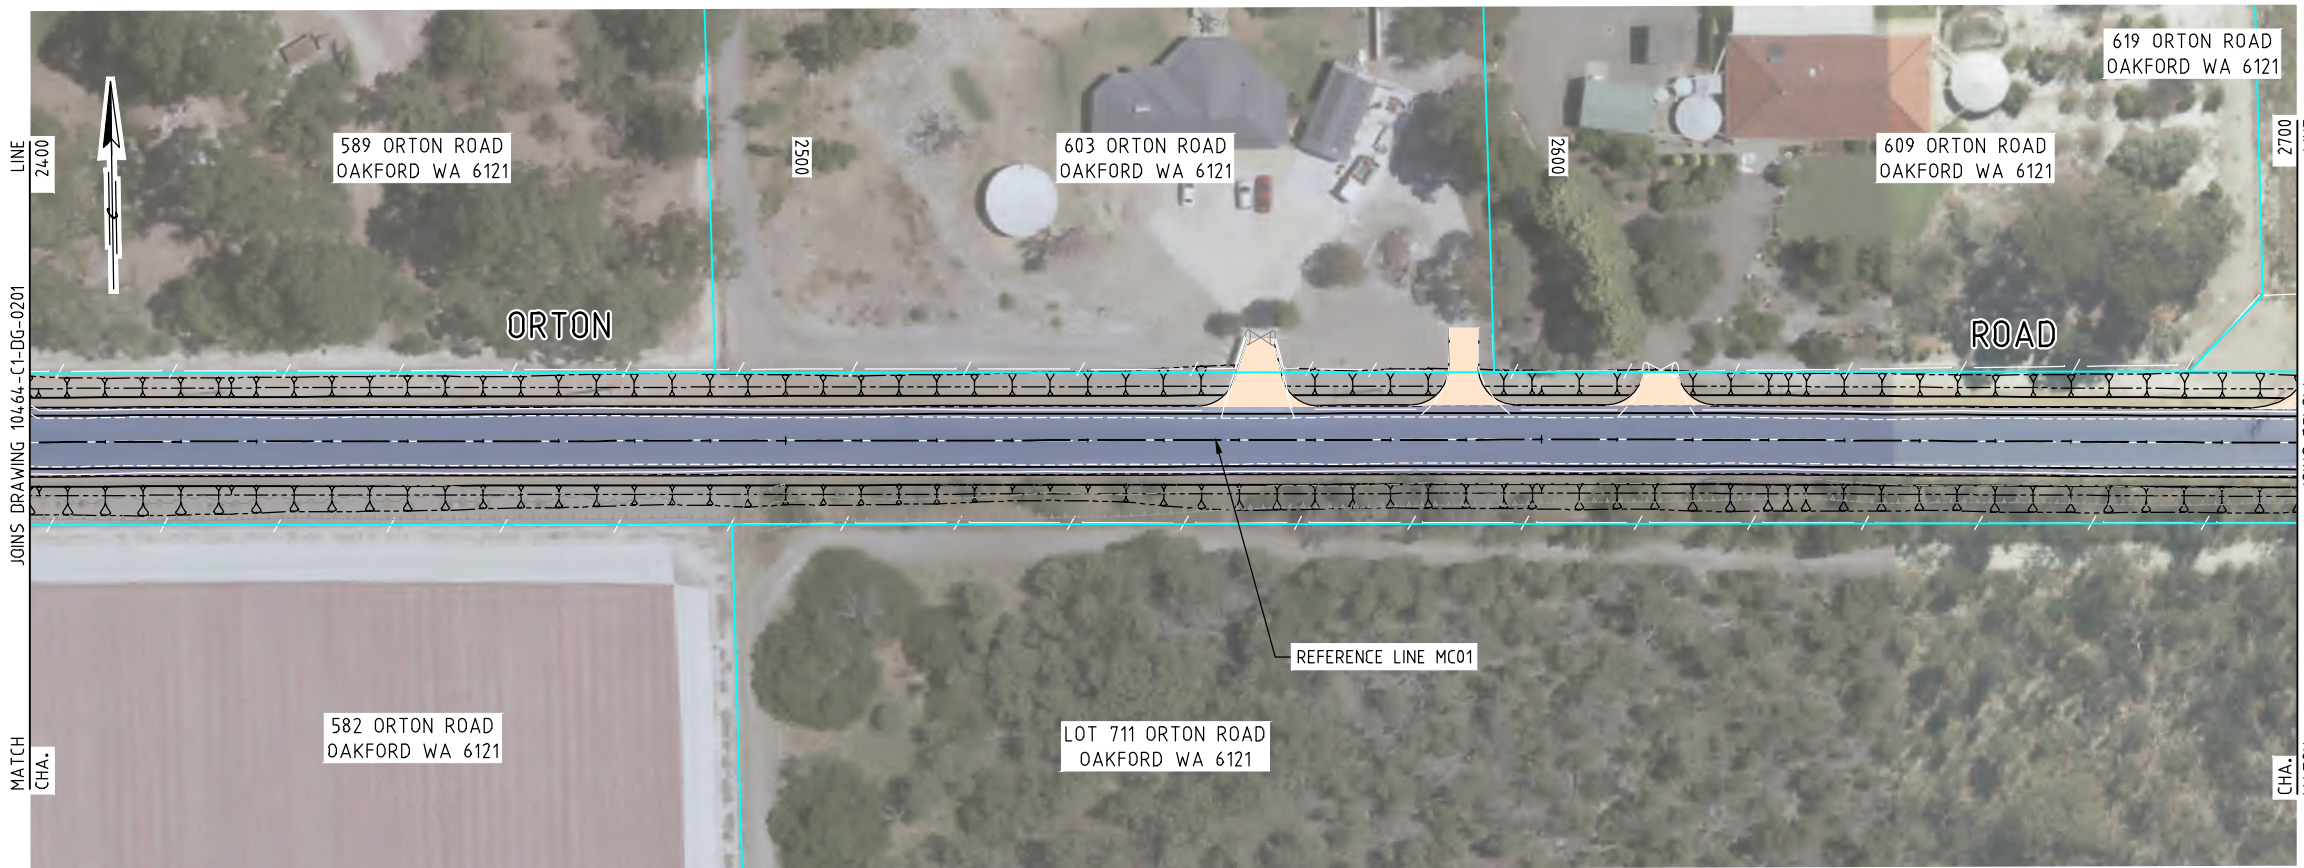 619 ORTON ROAD
OAKFORD WA 6121
589 ORTON ROAD
OAKFORD WA 6121
603 ORTON ROAD
OAKFORD WA 6121
609 ORTON ROAD
OAKFORD WA 6121
2500
2600
2700
MATCH LINE
CHA. 2400
JOINS DRAWING 10464-C1-DG-0201
ORTON ROAD
REFERENCE LINE MC01
582 ORTON ROAD
OAKFORD WA 6121
LOT 711 ORTON ROAD
OAKFORD WA 6121
CHA.